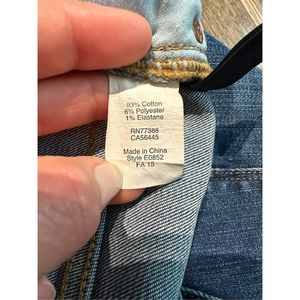 93% Cotton
6% Polyester
1% Elastane
RN77388
CA56445
Made in China
Style E0852
FA 15